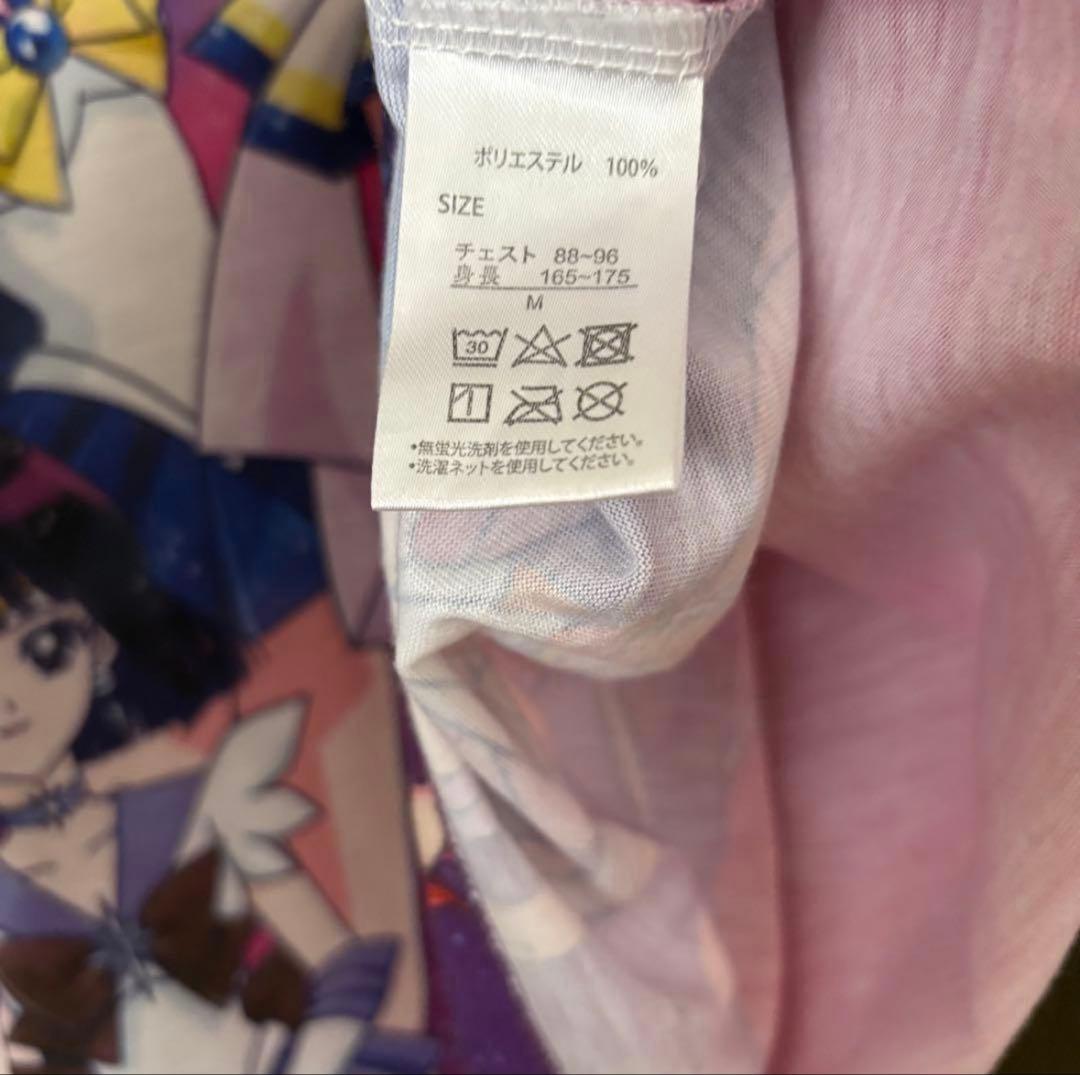 ポリエステル 100%
SIZE
チェスト 88~96
身長 165~175
M
30
•無蛍光洗剤を使用してください。
•洗濯ネットを使用してください。